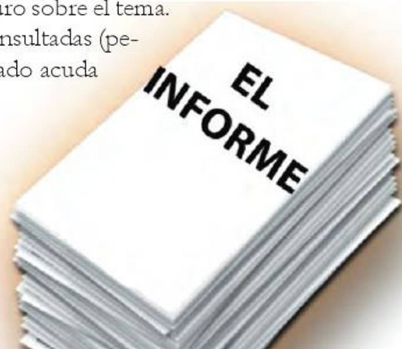 uro sobre el tema.
nsultadas (pe-
ado acuda
EL
INFORME